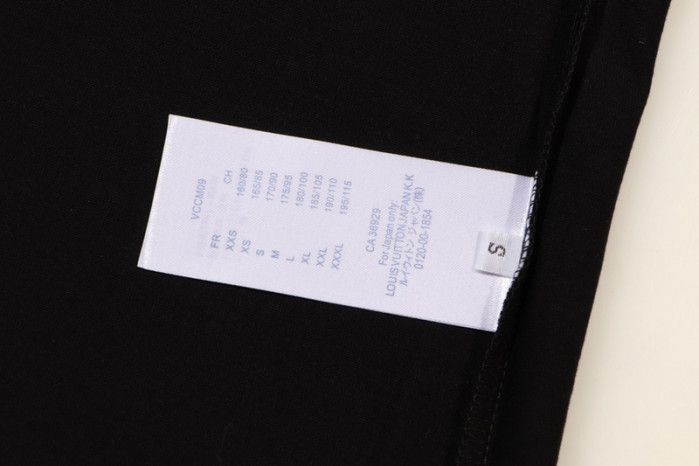 VCCM09
FR CH
XXS 160/80
XS 165/85
S 170/90
M 175/95
L 180/100
XL 185/105
XXL 190/110
XXXL 195/115
CA 36929
For Japan only:
LOUIS VUITTON JAPAN K.K
ルイヴィトン ジャパン(株)
0120-00-1854
S